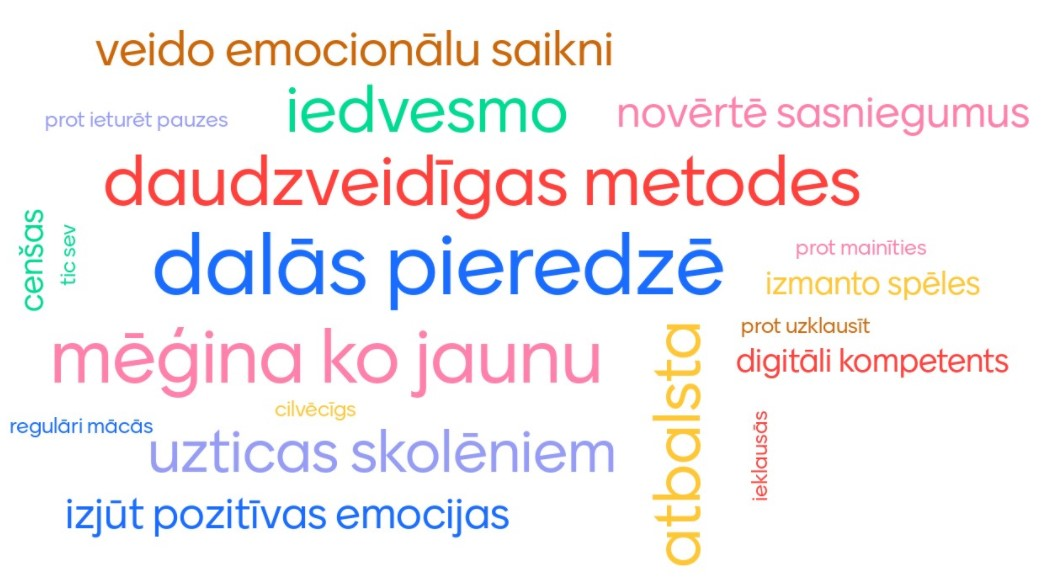 veido emocionālu saikni
iedvesmo
novērtē sasniegumus
prot ieturēt pauzes
daudzveidīgas metodes
cenšas
tic sev
dalās pieredzē
prot mainīties
izmanto spēles
prot uzklausīt
mēģina ko jaunu
atbalsta
digitāli kompetents
cilvēcīgs
regulāri mācās
uzticas skolēniem
ieklausās
izjūt pozitīvas emocijas